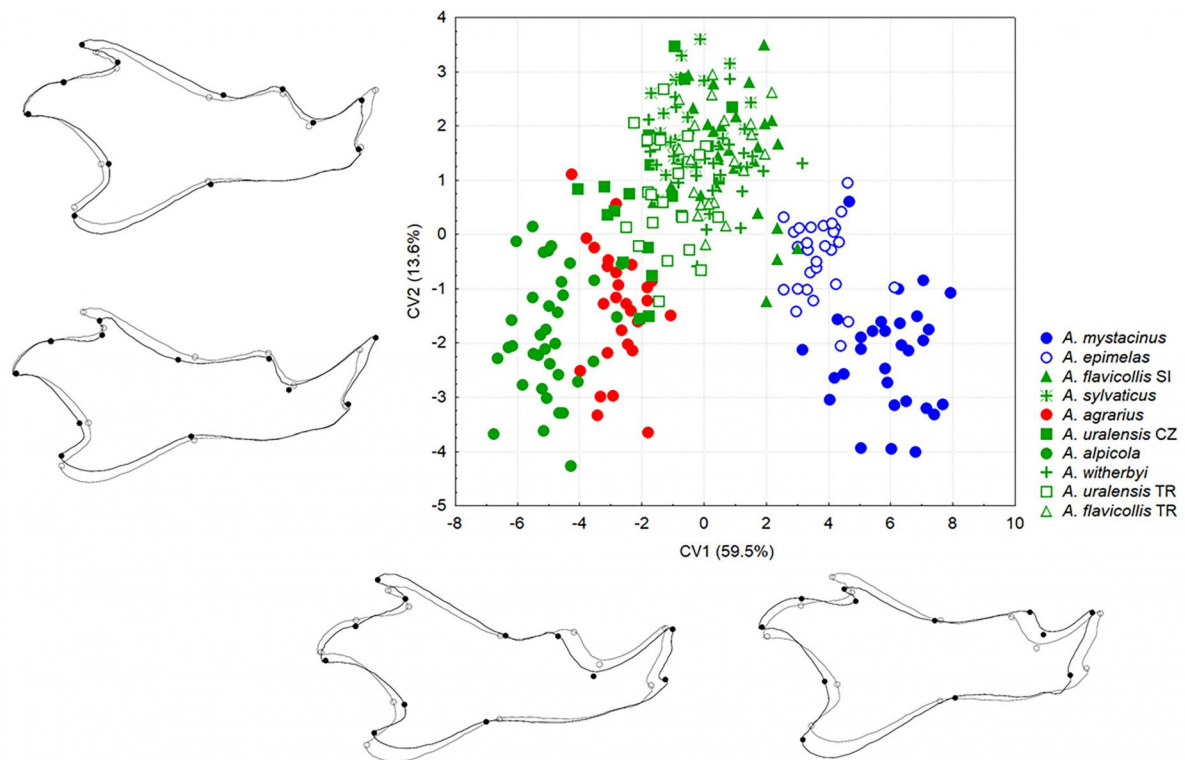 4
3
2
1
0
-1
-2
-3
-4
-5
CV2 (13.6%)
-8 -6 -4 -2 0 2 4 6 8 10
CV1 (59.5%)
A. mystacinus
A. epimelas
A. flavicollis SI
A. sylvaticus
A. agrarius
A. uralensis CZ
A. alpicola
A. witherbyi
A. uralensis TR
A. flavicollis TR